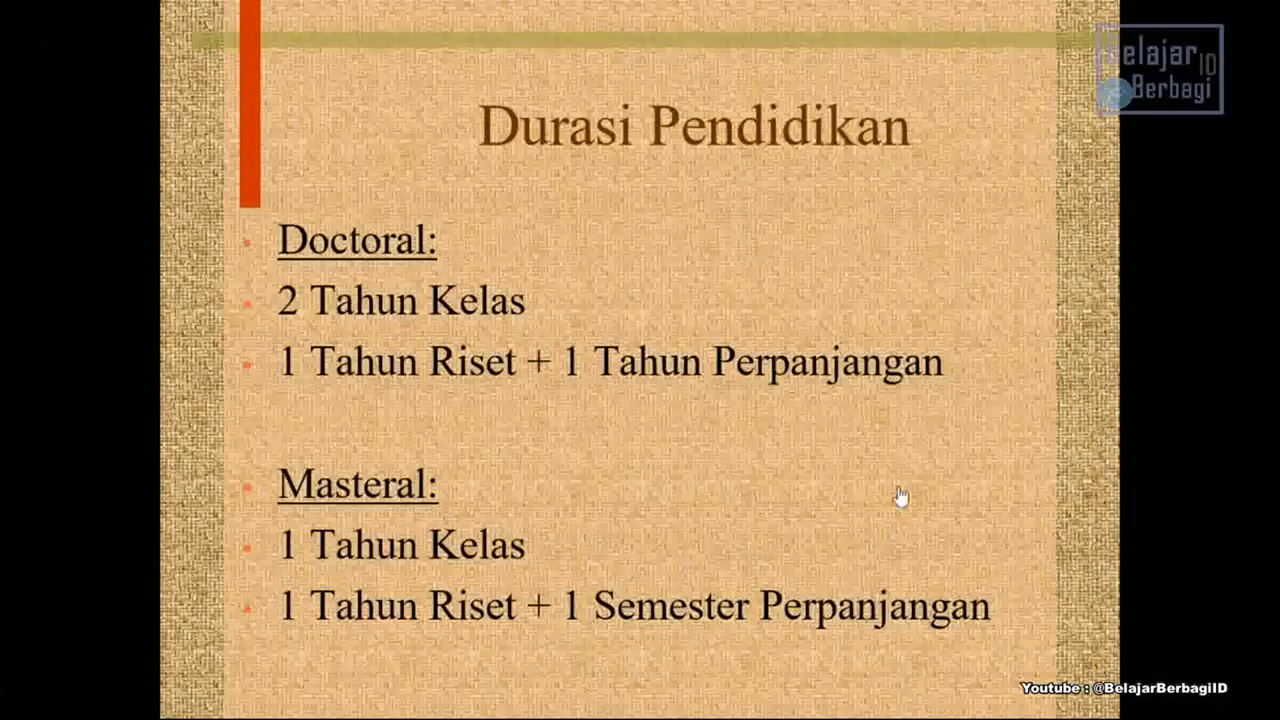 Belajar ID
Berbagi
Durasi Pendidikan
Doctoral:
2 Tahun Kelas
1 Tahun Riset + 1 Tahun Perpanjangan
Masteral:
1 Tahun Kelas
1 Tahun Riset + 1 Semester Perpanjangan
Youtube : @BelajarBerbagiID